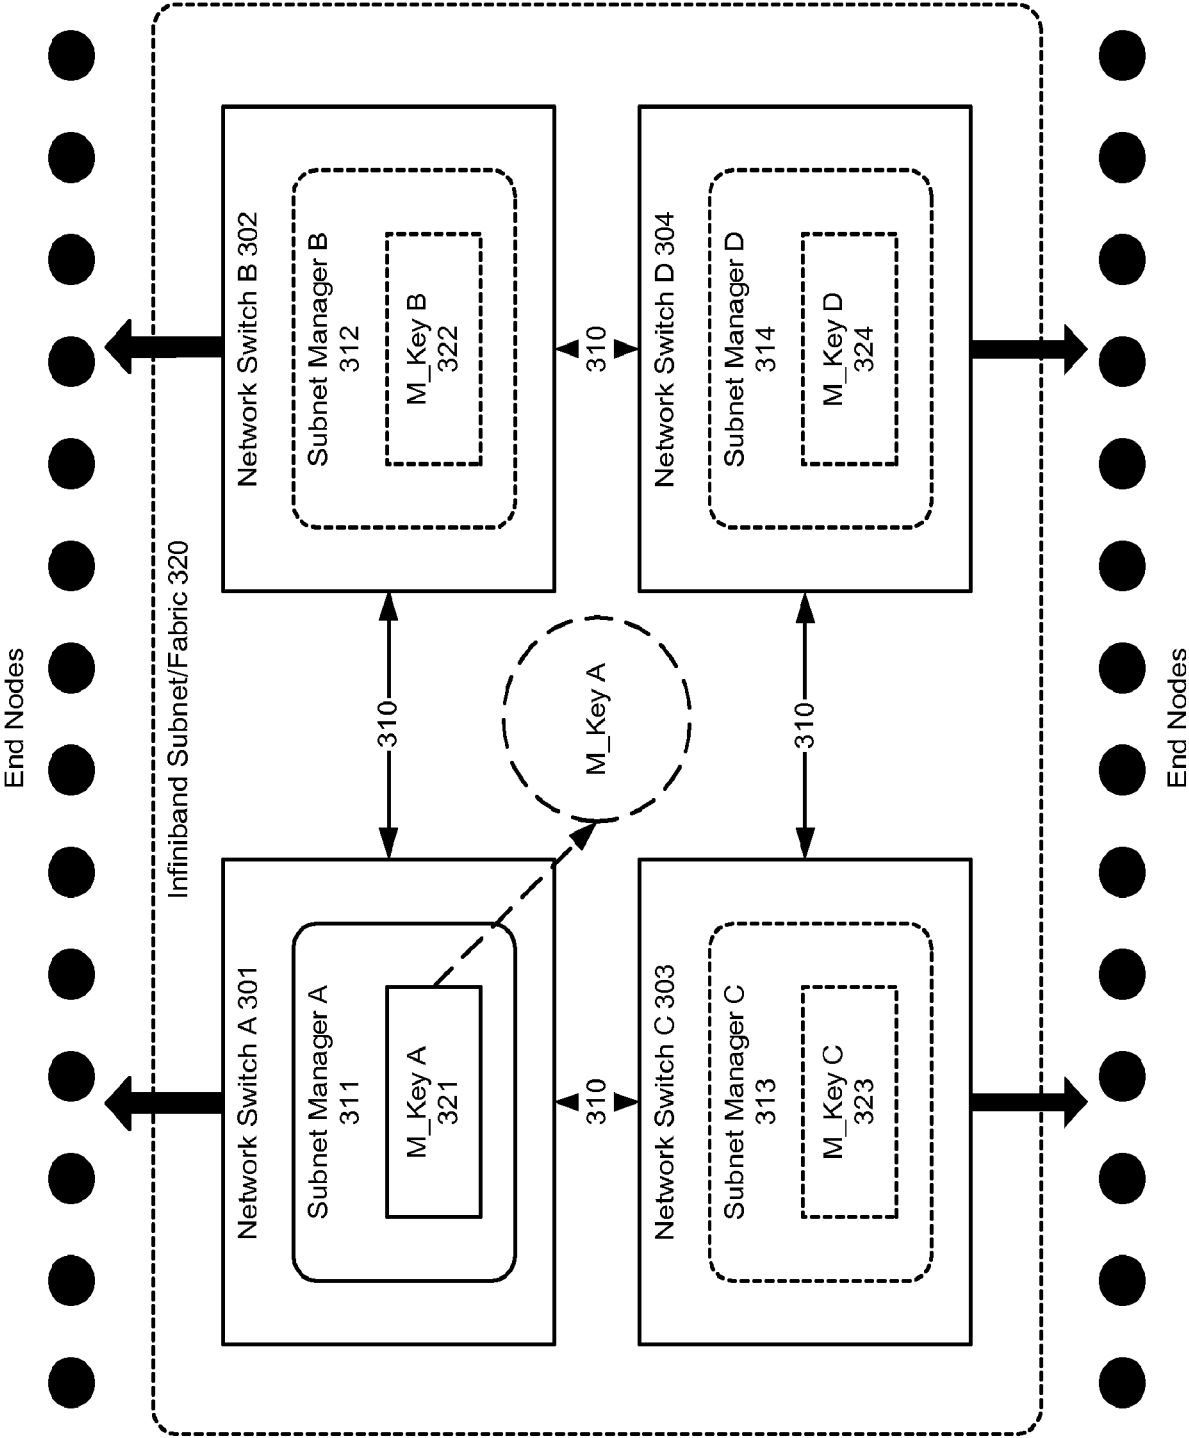 End Nodes
Infiniband Subnet/Fabric 320
Network Switch A 301
Subnet Manager A
311
M_Key A
321
310
Network Switch B 302
Subnet Manager B
312
M_Key B
322
310
M_Key A
310
Network Switch C 303
Subnet Manager C
313
M_Key C
323
310
Network Switch D 304
Subnet Manager D
314
M_Key D
324
End Nodes